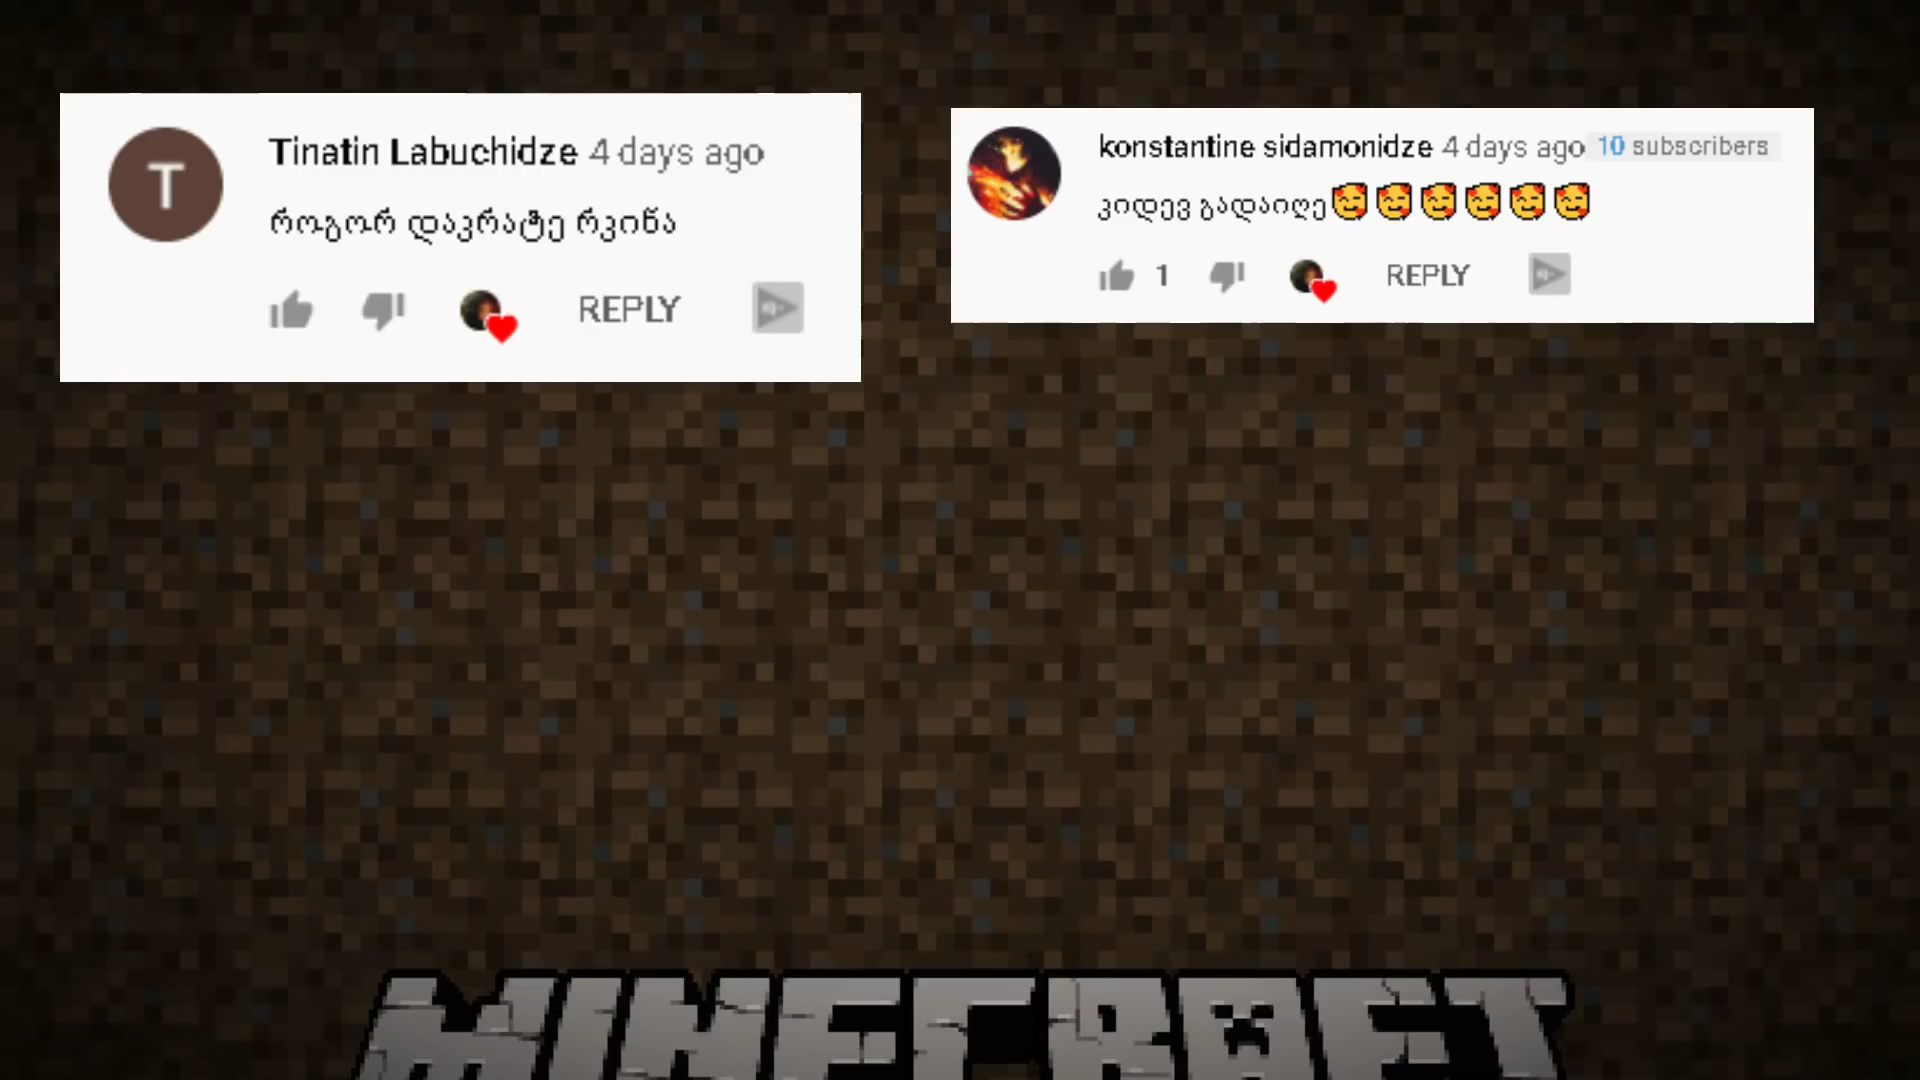 Tinatin Labuchidze 4 days ago
როგორ დაკრატე რკინა
REPLY
konstantine sidamonidze 4 days ago 10 subscribers
კიდევ გადაიღე🥰🥰🥰🥰🥰🥰
1 REPLY
MINECRAFT